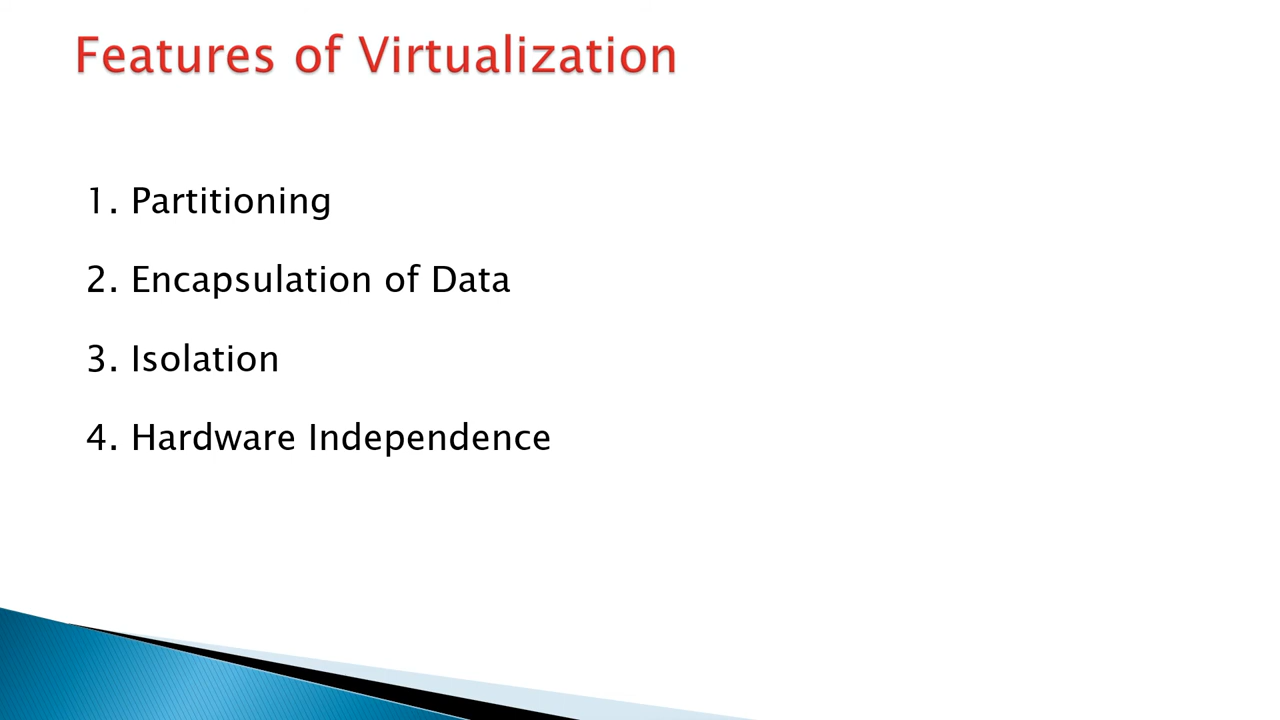 Features of Virtualization
1. Partitioning
2. Encapsulation of Data
3. Isolation
4. Hardware Independence